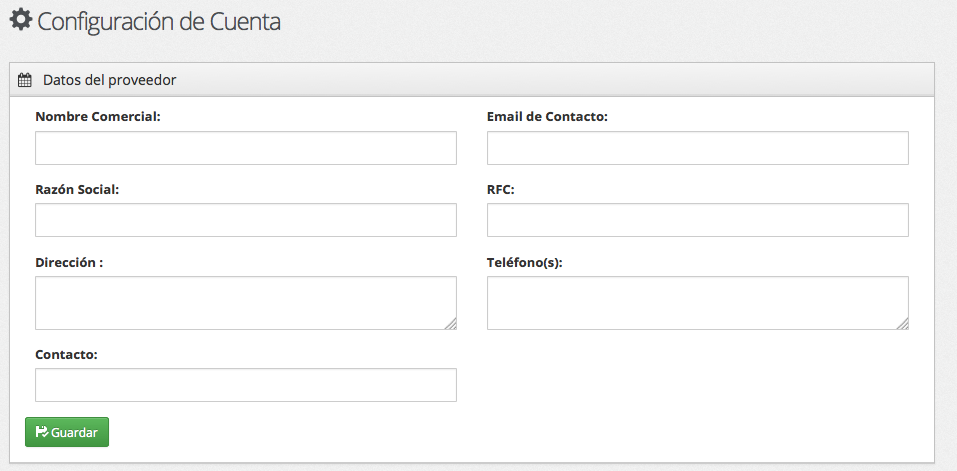 Configuración de Cuenta
Datos del proveedor
Nombre Comercial:
Email de Contacto:
Razón Social:
RFC:
Dirección :
Teléfono(s):
Contacto:
Guardar